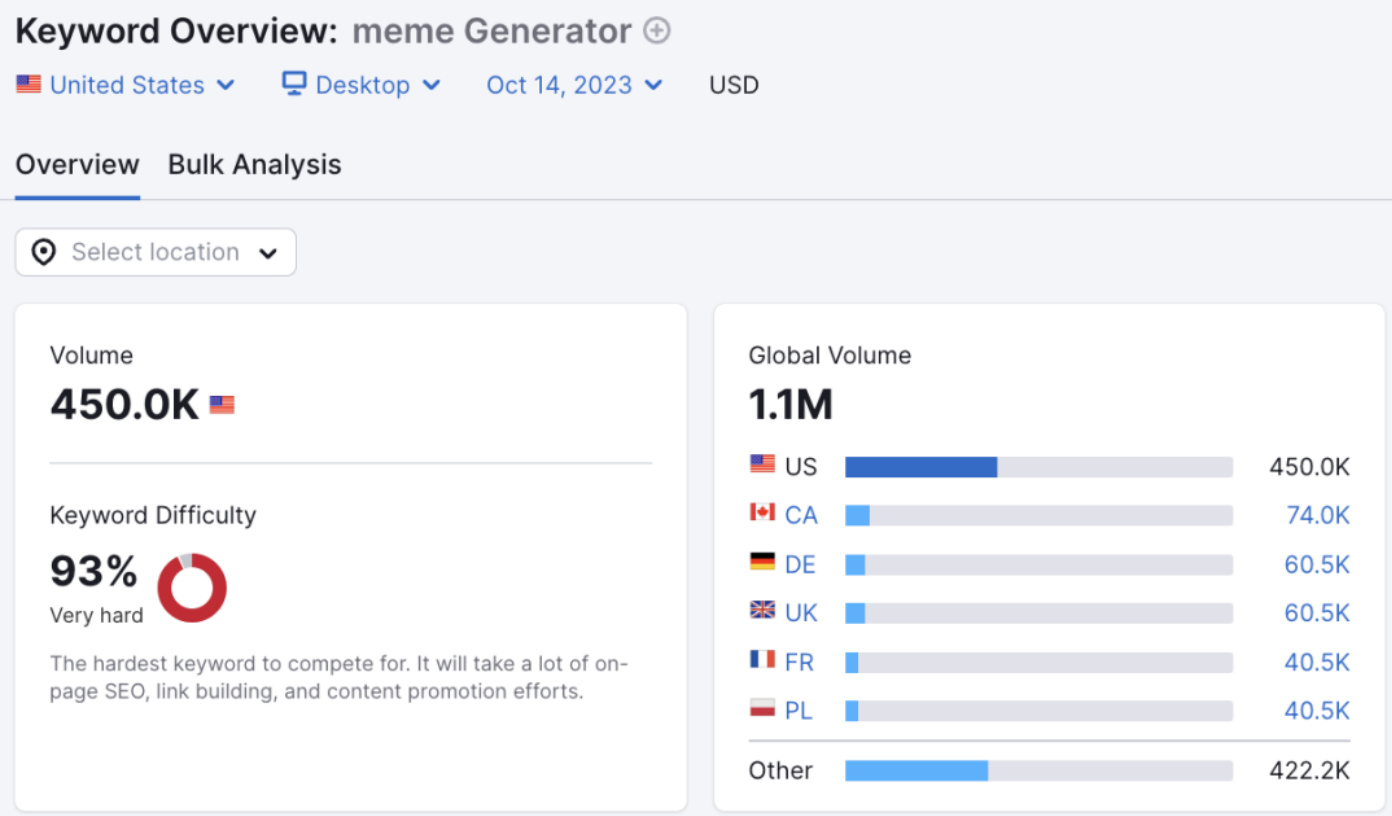 Keyword Overview: meme Generator
United States Desktop Oct 14, 2023 USD
Overview Bulk Analysis
Select location
Volume
450.0K
Keyword Difficulty
93%
Very hard
The hardest keyword to compete for. It will take a lot of on-
page SEO, link building, and content promotion efforts.
Global Volume
1.1M
US 450.0K
CA 74.0K
DE 60.5K
UK 60.5K
FR 40.5K
PL 40.5K
Other 422.2K